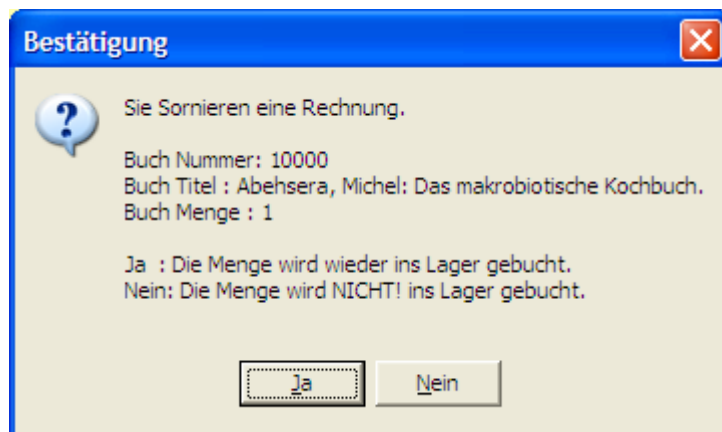 Bestätigung
Sie Sornieren eine Rechnung.
Buch Nummer: 10000
Buch Titel : Abehsera, Michel: Das makrobiotische Kochbuch.
Buch Menge : 1
Ja : Die Menge wird wieder ins Lager gebucht.
Nein: Die Menge wird NICHT! ins Lager gebucht.
Ja
Nein